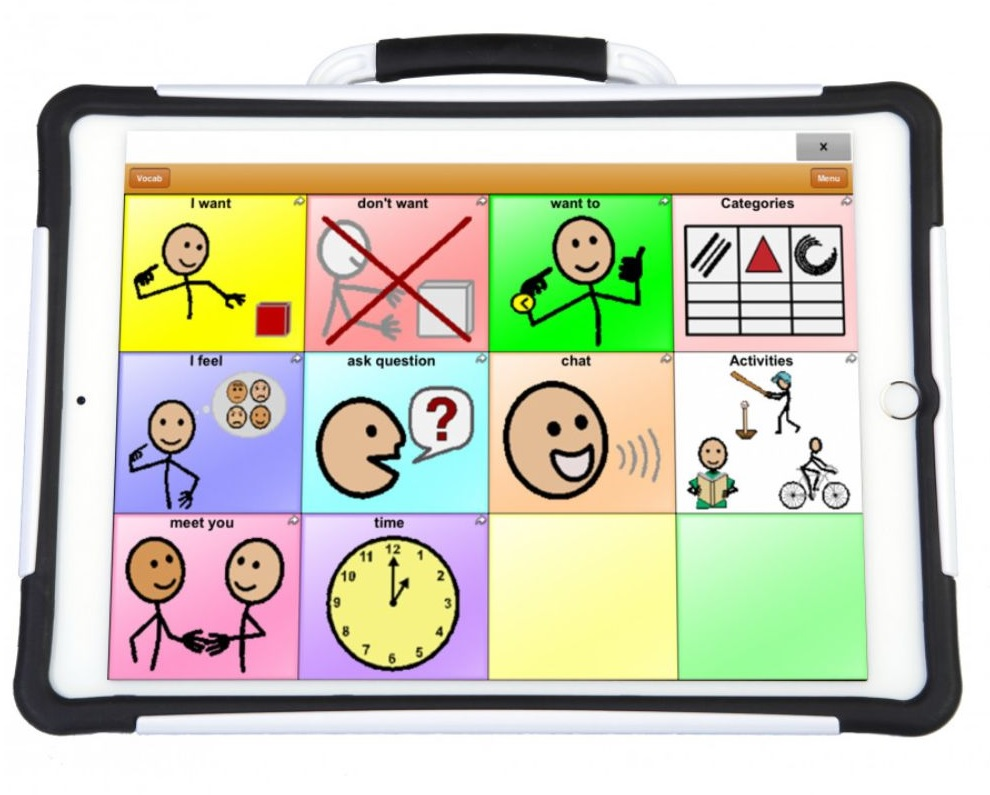 x
Vocab
Menu
I want
don't want
want to
Categories
I feel
ask question
chat
Activities
?
meet you
time
12
11
1
10
2
9
3
8
4
7
5
6